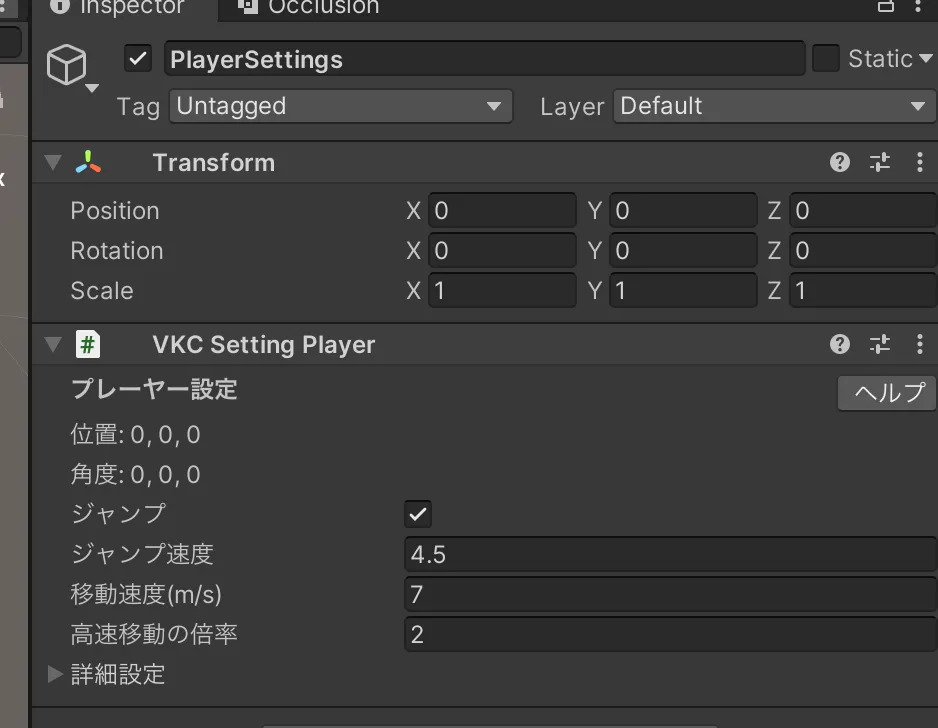 Inspector Occlusion
PlayerSettings Static
Tag Untagged Layer Default
Transform
Position X 0 Y 0 Z 0
Rotation X 0 Y 0 Z 0
Scale X 1 Y 1 Z 1
# VKC Setting Player
プレーヤー設定 ヘルプ
位置: 0, 0, 0
角度: 0, 0, 0
ジャンプ
ジャンプ速度 4.5
移動速度(m/s) 7
高速移動の倍率 2
詳細設定